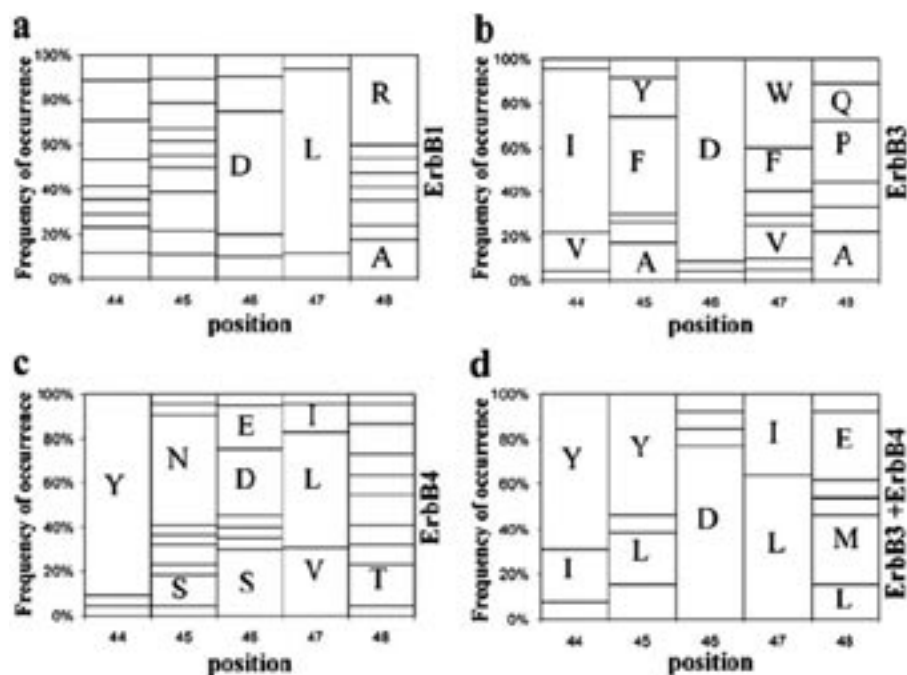 a
Frequency of occurrence
100%
80%
60%
40%
20%
0%
D
L
R
A
44 45 46 47 48
position
ErbB1
b
Frequency of occurrence
100%
80%
60%
40%
20%
0%
I
V
Y
F
A
D
W
F
V
Q
P
A
44 45 46 47 48
position
ErbB3
c
Frequency of occurrence
100%
80%
60%
40%
20%
0%
Y
N
S
E
D
S
I
L
V
T
44 45 46 47 48
position
ErbB4
d
Frequency of occurrence
100%
80%
60%
40%
20%
0%
Y
I
Y
L
D
I
L
E
M
L
44 45 46 47 48
position
ErbB3 +ErbB4